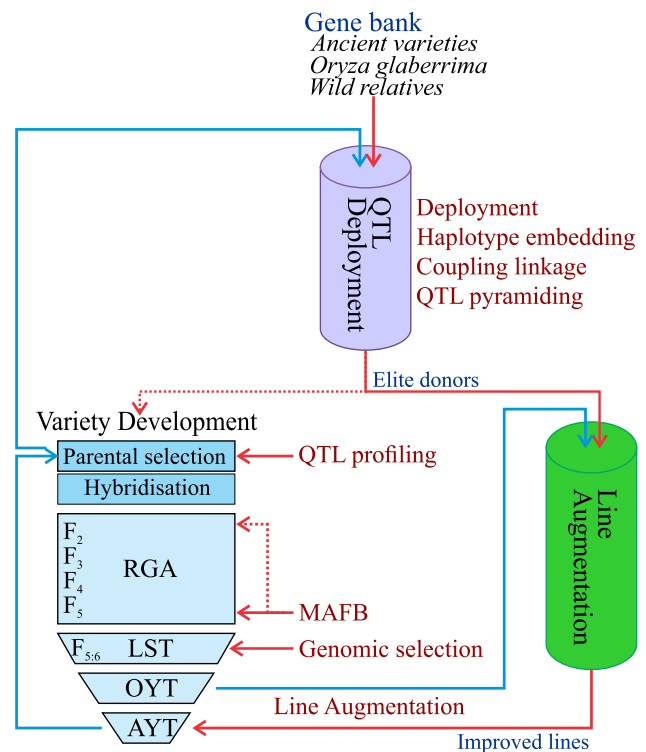 Gene bank
Ancient varieties
Oryza glaberrima
Wild relatives
QTL
Deployment
Deployment
Haplotype embedding
Coupling linkage
QTL pyramiding
Elite donors
Variety Development
Parental selection
QTL profiling
Hybridisation
Line
Augmentation
F2
F3
F4
F5
RGA
MAFB
F5:6 LST
Genomic selection
OYT
Line Augmentation
AYT
Improved lines